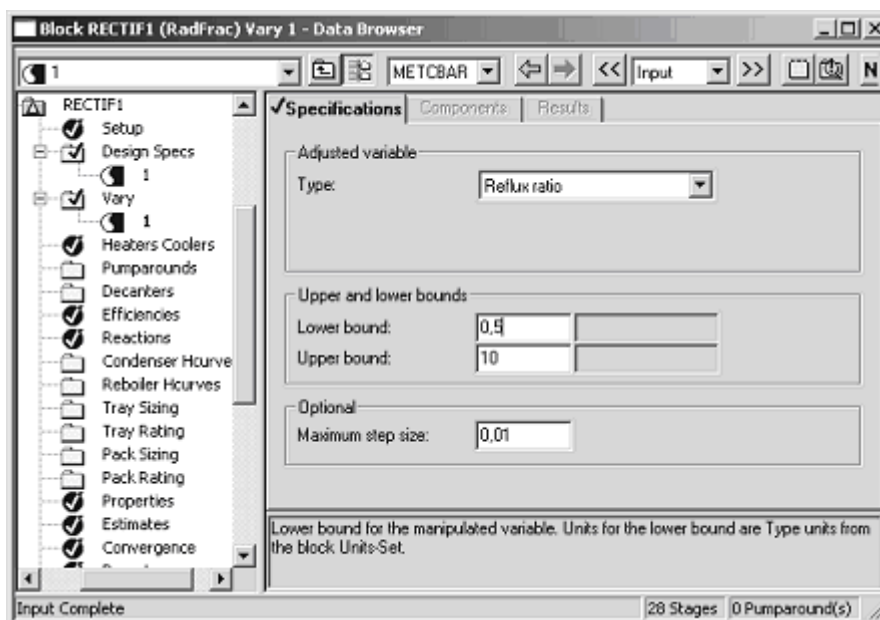 Block RECTIF1 (RadFrac) Vary 1 - Data Browser
1 METCBAR << Input >> N
RECTIF1
Setup
Design Specs
1
Vary
1
Heaters Coolers
Pumparounds
Decanters
Efficiencies
Reactions
Condenser Hcurve
Reboiler Hcurves
Tray Sizing
Tray Rating
Pack Sizing
Pack Rating
Properties
Estimates
Convergence
Specifications Components Results
Adjusted variable
Type: Reflux ratio
Upper and lower bounds
Lower bound: 0,5
Upper bound: 10
Optional
Maximum step size: 0,01
Lower bound for the manipulated variable. Units for the lower bound are Type units from
the block Units-Set.
Input Complete 28 Stages 0 Pumparound(s)